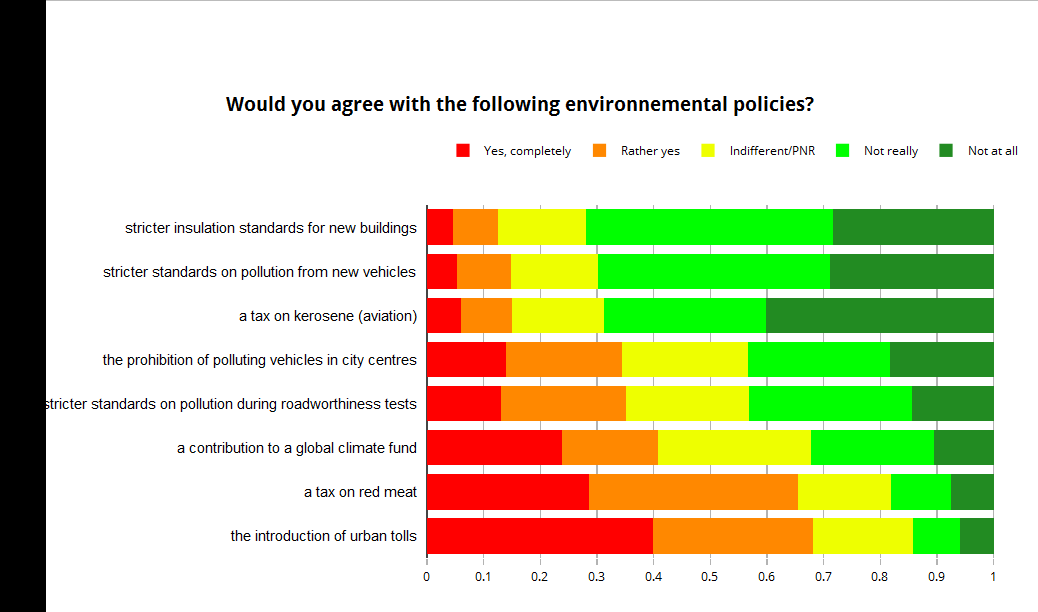 Would you agree with the following environnemental policies?
Yes, completely Rather yes Indifferent/PNR Not really Not at all
stricter insulation standards for new buildings
stricter standards on pollution from new vehicles
a tax on kerosene (aviation)
the prohibition of polluting vehicles in city centres
stricter standards on pollution during roadworthiness tests
a contribution to a global climate fund
a tax on red meat
the introduction of urban tolls
0 0.1 0.2 0.3 0.4 0.5 0.6 0.7 0.8 0.9 1